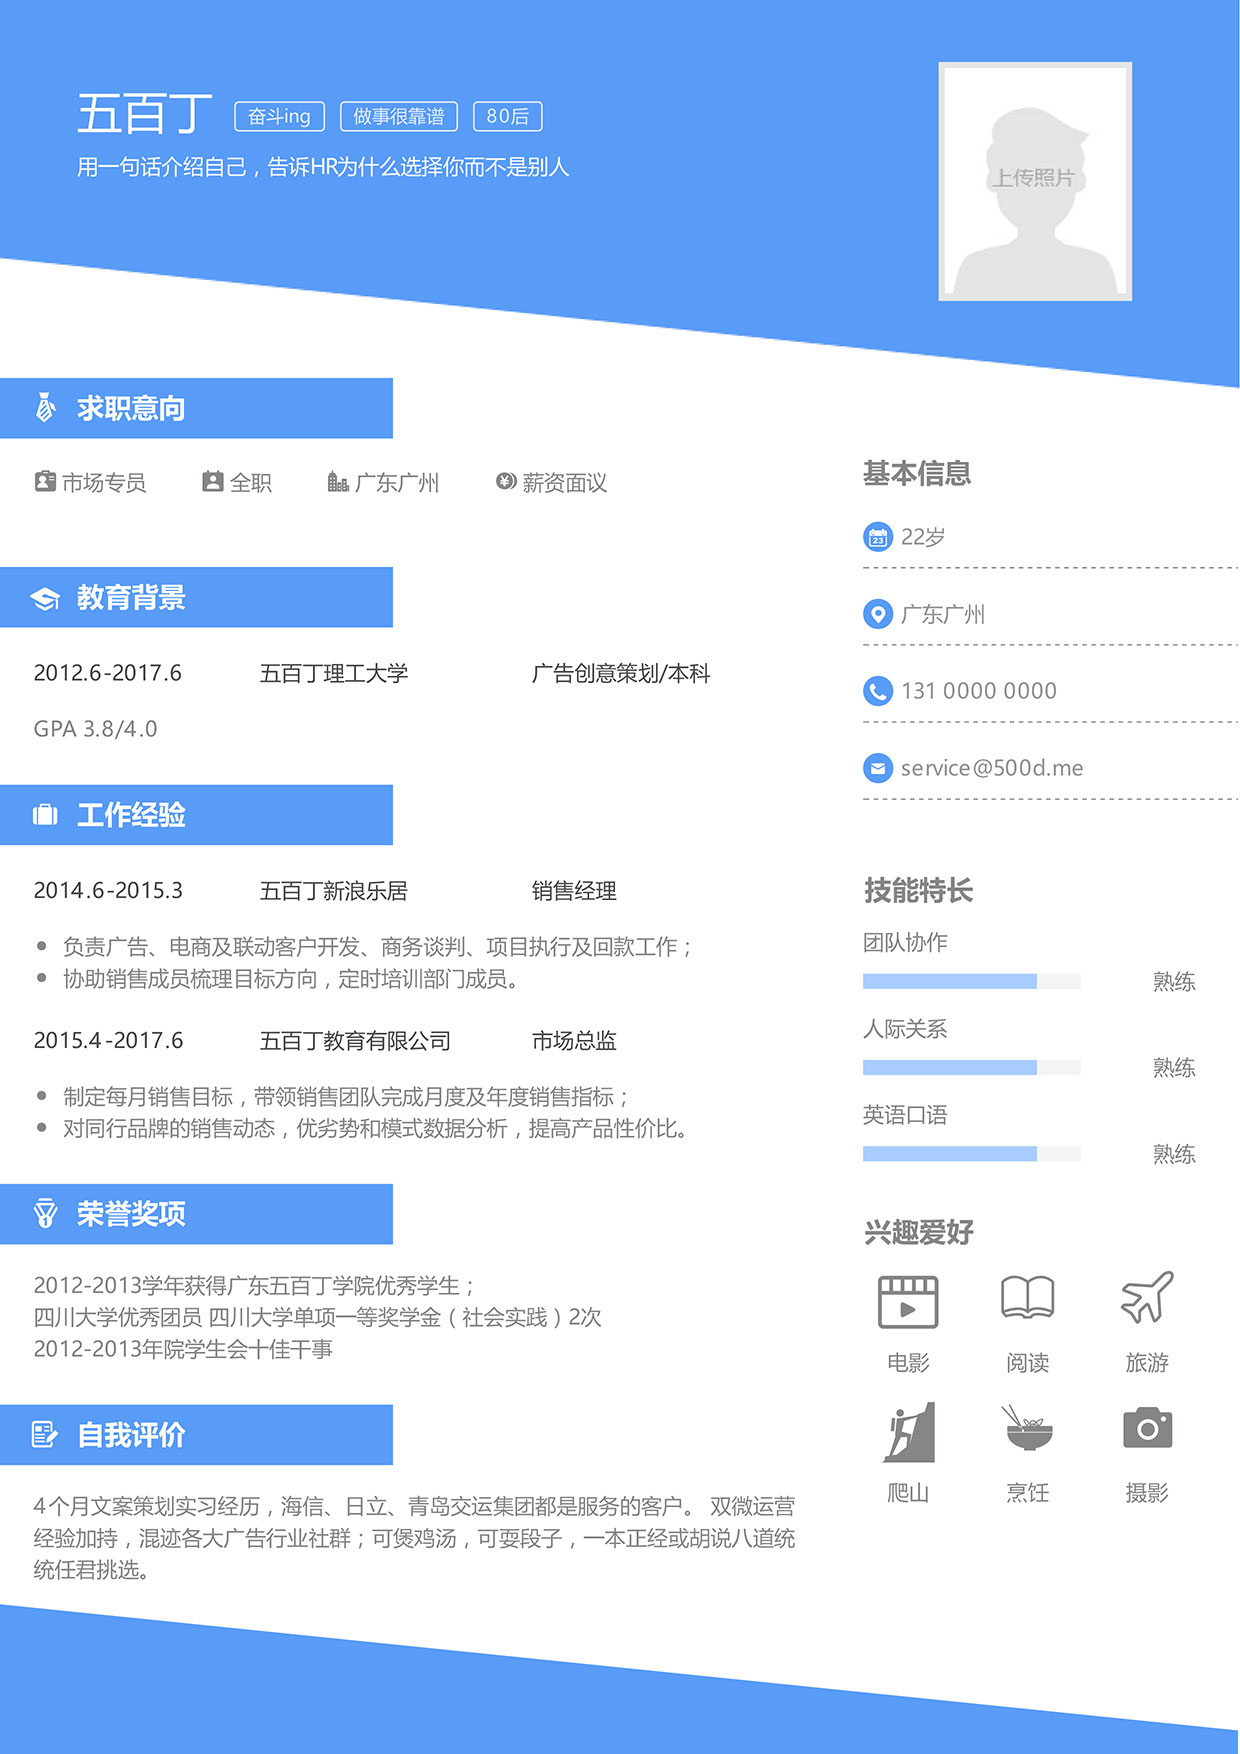 五百丁 奋斗ing 做事很靠谱 80后
用一句话介绍自己，告诉HR为什么选择你而不是别人
上传照片
求职意向
市场专员 全职 广东广州 薪资面议
教育背景
2012.6-2017.6 五百丁理工大学 广告创意策划/本科
GPA 3.8/4.0
工作经验
2014.6-2015.3 五百丁新浪乐居 销售经理
• 负责广告、电商及联动客户开发、商务谈判、项目执行及回款工作；
• 协助销售成员梳理目标方向，定时培训部门成员。
2015.4-2017.6 五百丁教育有限公司 市场总监
• 制定每月销售目标，带领销售团队完成月度及年度销售指标；
• 对同行品牌的销售动态，优劣势和模式数据分析，提高产品性价比。
荣誉奖项
2012-2013学年获得广东五百丁学院优秀学生；
四川大学优秀团员 四川大学单项一等奖学金（社会实践）2次
2012-2013年院学生会十佳干事
自我评价
4个月文案策划实习经历，海信、日立、青岛交运集团都是服务的客户。 双微运营
经验加持，混迹各大广告行业社群；可煲鸡汤，可耍段子，一本正经或胡说八道统
统任君挑选。
基本信息
23 22岁
广东广州
131 0000 0000
service@500d.me
技能特长
团队协作
熟练
人际关系
熟练
英语口语
熟练
兴趣爱好
电影 阅读 旅游
爬山 烹饪 摄影